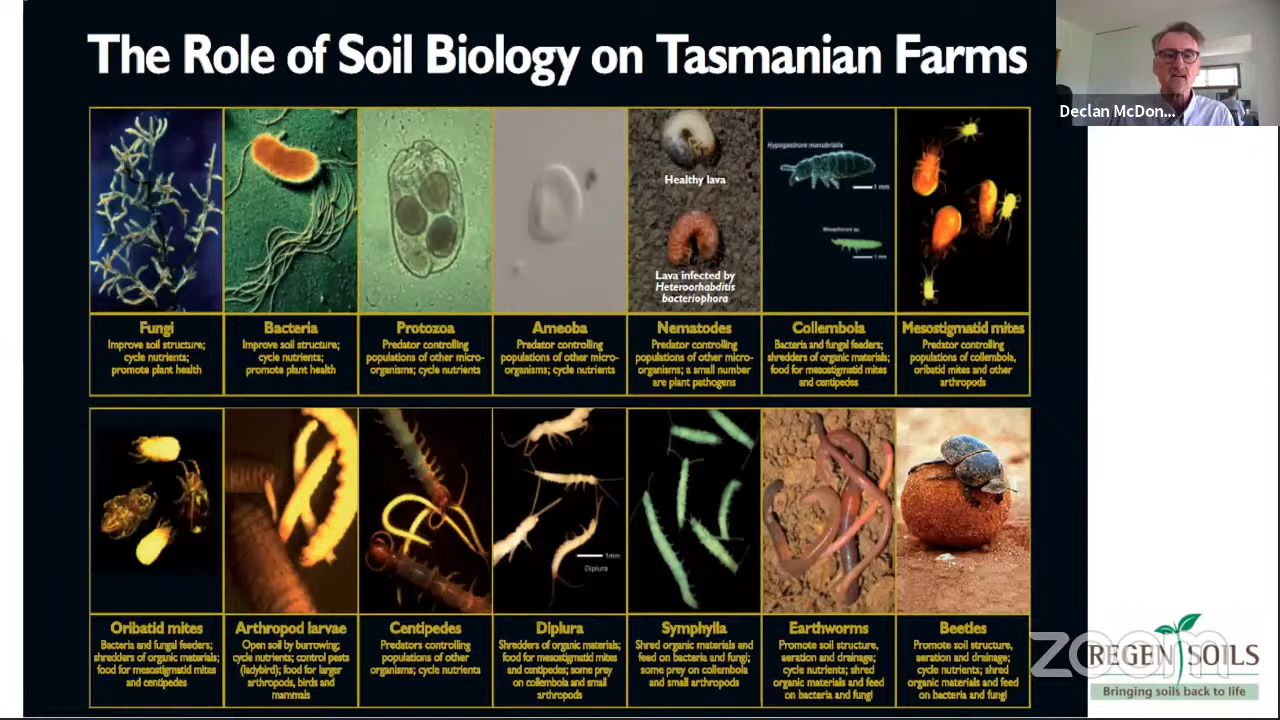 The Role of Soil Biology on Tasmanian Farms
Declan McDon...
Healthy lava
Lava infected by
Heteroorhabditis
bacteriophora
Hypogastrura manubrialis
1 mm
1 mm
Fungi
Improve soil structure;
cycle nutrients;
promote plant health
Bacteria
Improve soil structure;
cycle nutrients;
promote plant health
Protozoa
Predator controlling
populations of other micro-
organisms; cycle nutrients
Ameoba
Predator controlling
populations of other micro-
organisms; cycle nutrients
Nematodes
Predator controlling
populations of other micro-
organisms; a small number
are plant pathogens
Collembola
Bacteria and fungal feeders;
shredders of organic materials;
food for mesostigmatid mites
and centipedes
Mesostigmatid mites
Predator controlling
populations of collembola,
oribatid mites and other
arthropods
1mm
Diplura
Oribatid mites
Bacteria and fungal feeders;
shredders of organic materials;
food for mesostigmatid mites
and centipedes
Arthropod larvae
Open soil by burrowing;
cycle nutrients; control pests
(ladybird); food for larger
arthropods, birds and
mammals
Centipedes
Predators controlling
populations of other
organisms; cycle nutrients
Diplura
Shredders of organic materials;
food for mesostigmatid mites
and centipedes; some prey
on collembola and small
arthropods
Symphylla
Shred organic materials and
feed on bacteria and fungi;
some prey on collembola
and small arthropods
Earthworms
Promote soil structure,
aeration and drainage;
cycle nutrients; shred
organic materials and feed
on bacteria and fungi
Beetles
Promote soil structure,
aeration and drainage;
cycle nutrients; shred
organic materials and feed
on bacteria and fungi
zoom
REGEN SOILS
Bringing soils back to life